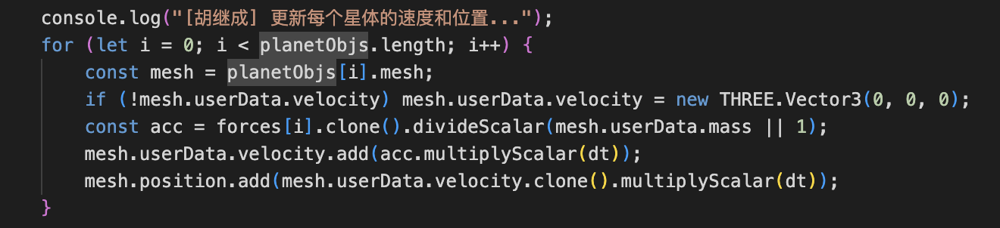 console.log("[胡继成] 更新每个星体的速度和位置...");
for (let i = 0; i < planetObjs.length; i++) {
    const mesh = planetObjs[i].mesh;
    if (!mesh.userData.velocity) mesh.userData.velocity = new THREE.Vector3(0, 0, 0);
    const acc = forces[i].clone().divideScalar(mesh.userData.mass || 1);
    mesh.userData.velocity.add(acc.multiplyScalar(dt));
    mesh.position.add(mesh.userData.velocity.clone().multiplyScalar(dt));
}